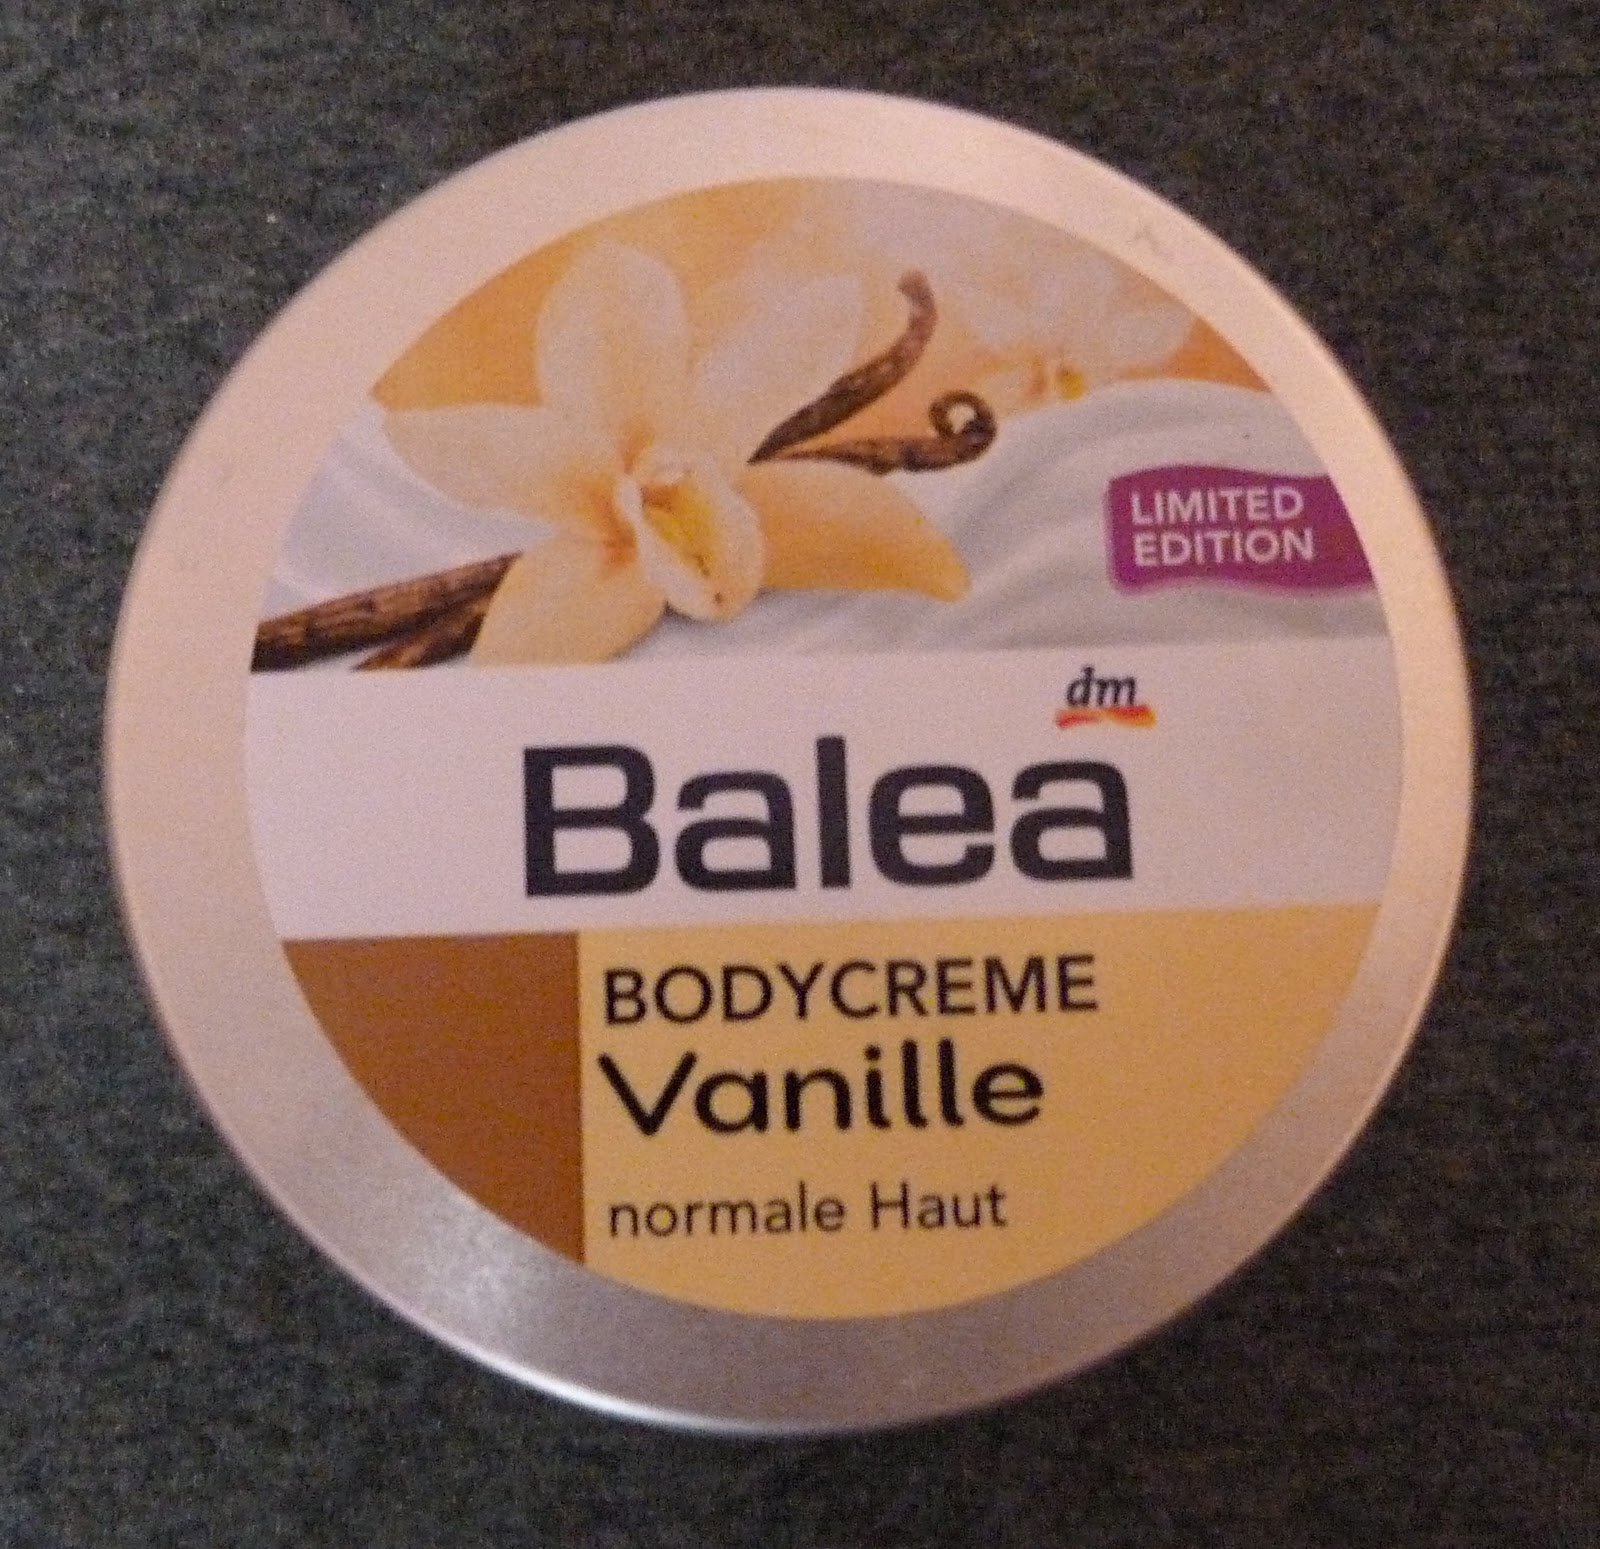 LIMITED
EDITION
dm
Balea
BODYCREME
Vanille
normale Haut